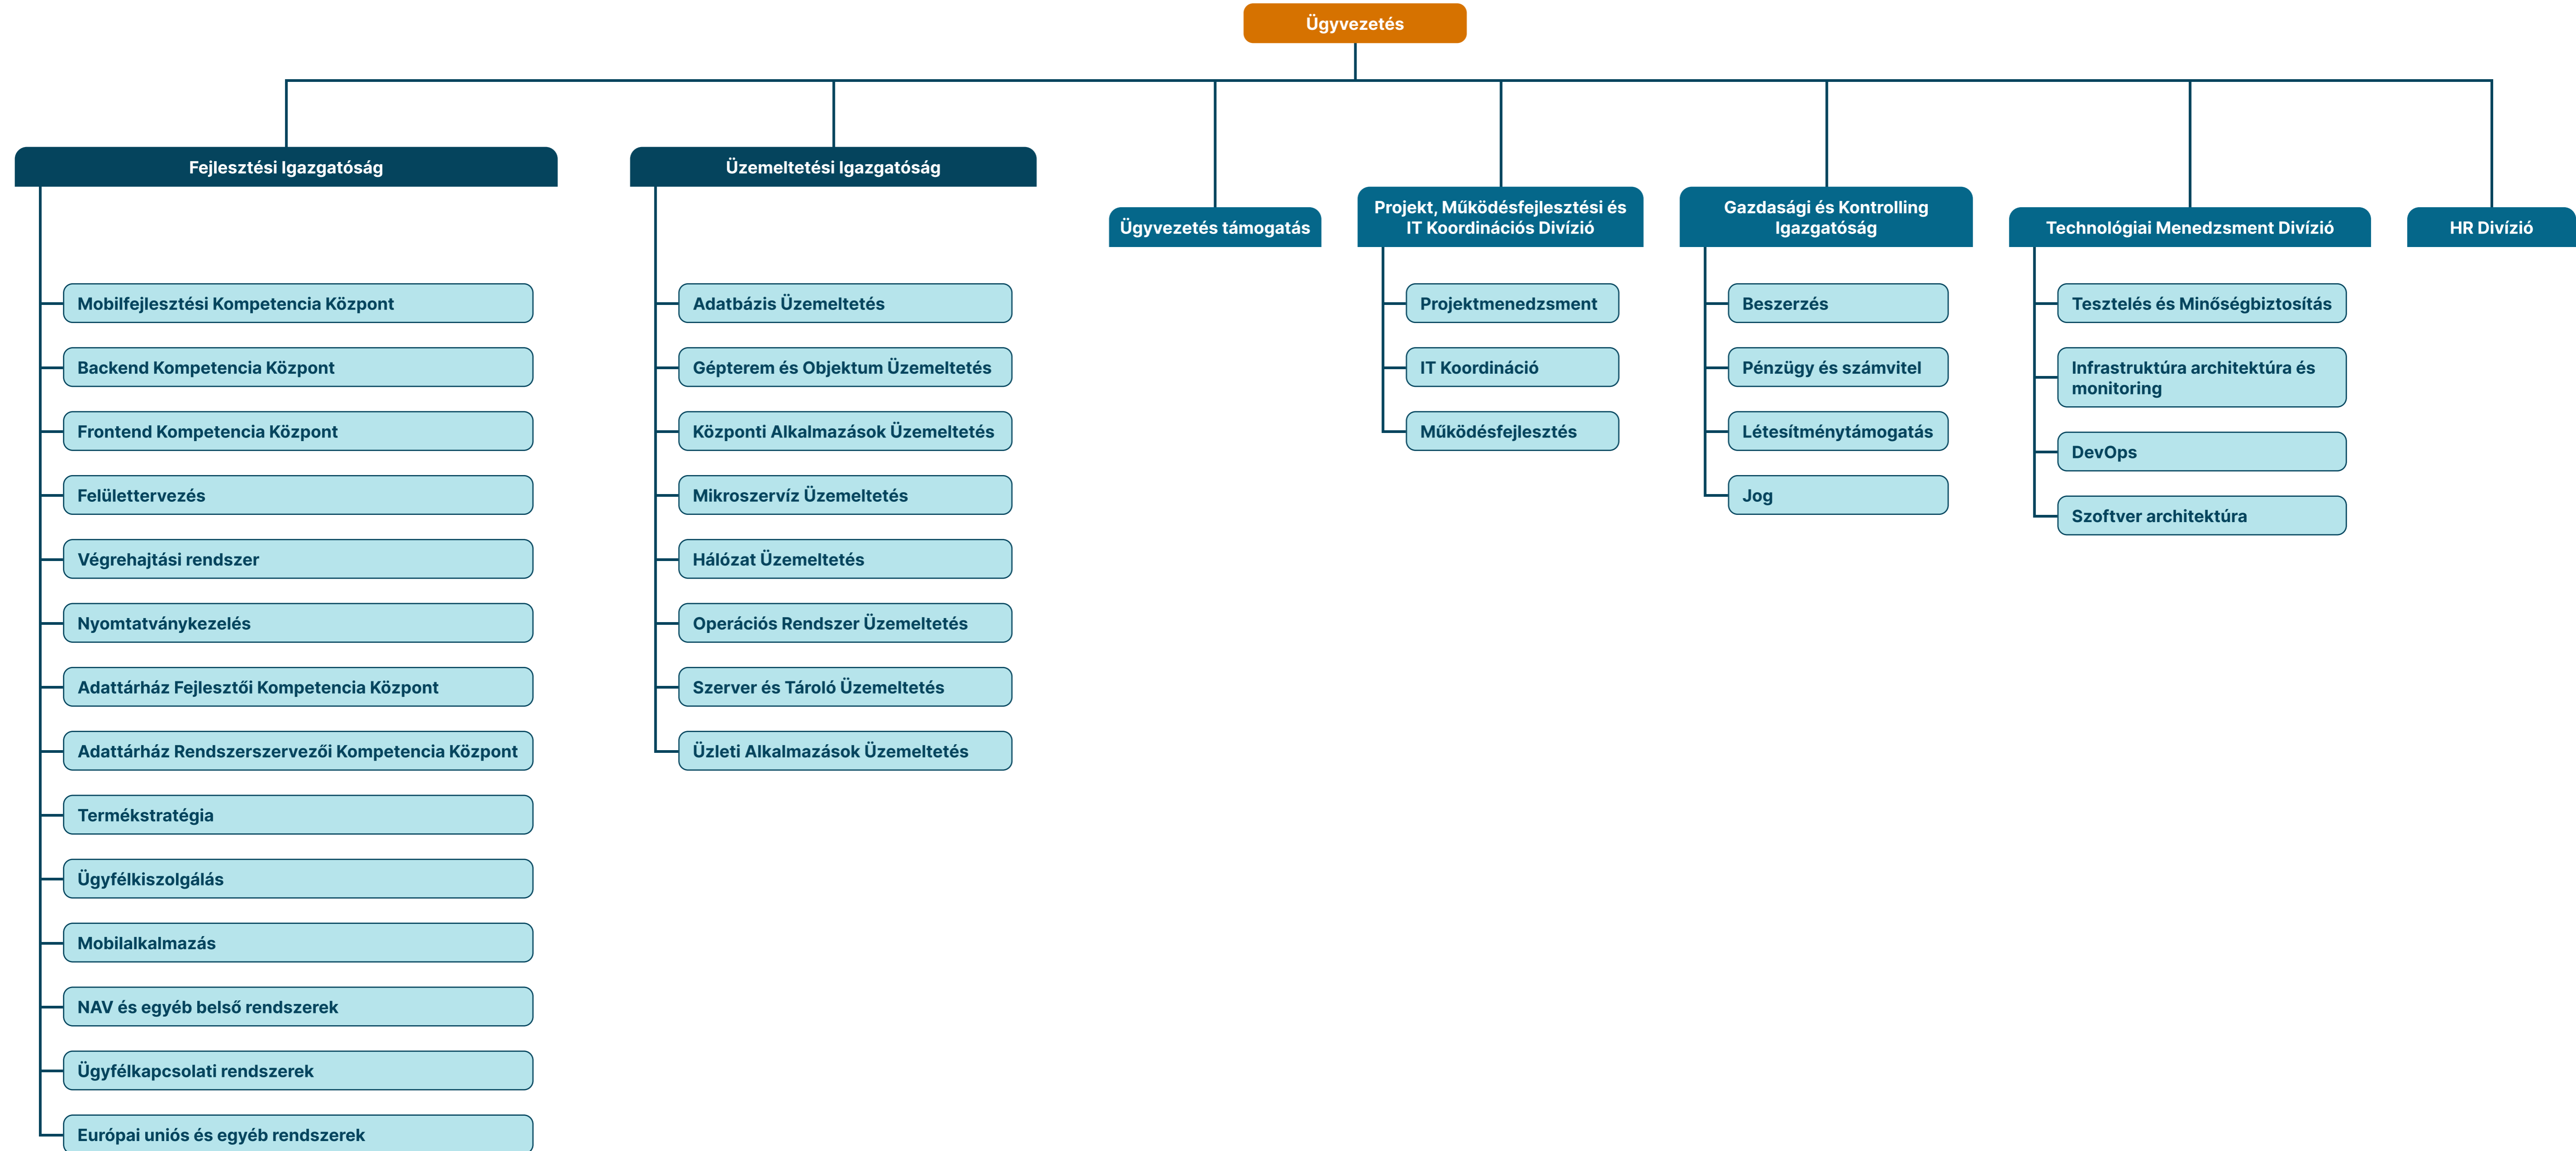 Ügyvezetés
Fejlesztési Igazgatóság
Mobilfejlesztési Kompetencia Központ
Backend Kompetencia Központ
Frontend Kompetencia Központ
Felülettervezés
Végrehajtási rendszer
Nyomtatványkezelés
Adattárház Fejlesztői Kompetencia Központ
Adattárház Rendszerszervezői Kompetencia Központ
Termékstratégia
Ügyfélkiszolgálás
Mobilalkalmazás
NAV és egyéb belső rendszerek
Ügyfélkapcsolati rendszerek
Európai uniós és egyéb rendszerek
Üzemeltetési Igazgatóság
Adatbázis Üzemeltetés
Gépterem és Objektum Üzemeltetés
Központi Alkalmazások Üzemeltetés
Mikroszervíz Üzemeltetés
Hálózat Üzemeltetés
Operációs Rendszer Üzemeltetés
Szerver és Tároló Üzemeltetés
Üzleti Alkalmazások Üzemeltetés
Ügyvezetés támogatás
Projekt, Működésfejlesztési és
IT Koordinációs Divízió
Projektmenedzsment
IT Koordináció
Működésfejlesztés
Gazdasági és Kontrolling
Igazgatóság
Beszerzés
Pénzügy és számvitel
Létesítménytámogatás
Jog
Technológiai Menedzsment Divízió
Tesztelés és Minőségbiztosítás
Infrastruktúra architektúra és
monitoring
DevOps
Szoftver architektúra
HR Divízió